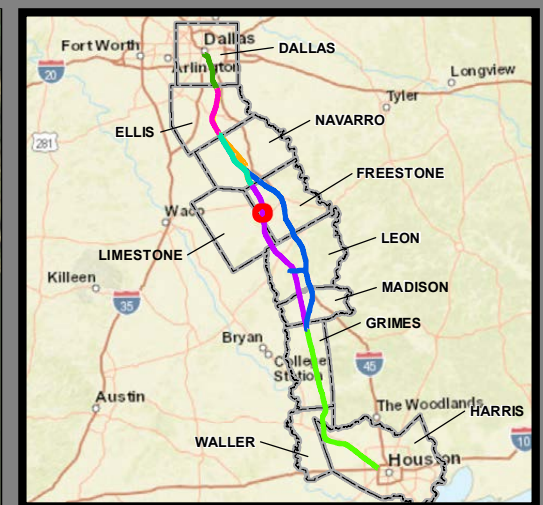 Fort Worth
Dallas
DALLAS
Arlington
20
Longview
Tyler
ELLIS
NAVARRO
281
FREESTONE
Waco
LEON
LIMESTONE
Killeen
MADISON
35
GRIMES
Bryan
College
Station
45
Austin
The Woodlands
HARRIS
WALLER
10
Houston